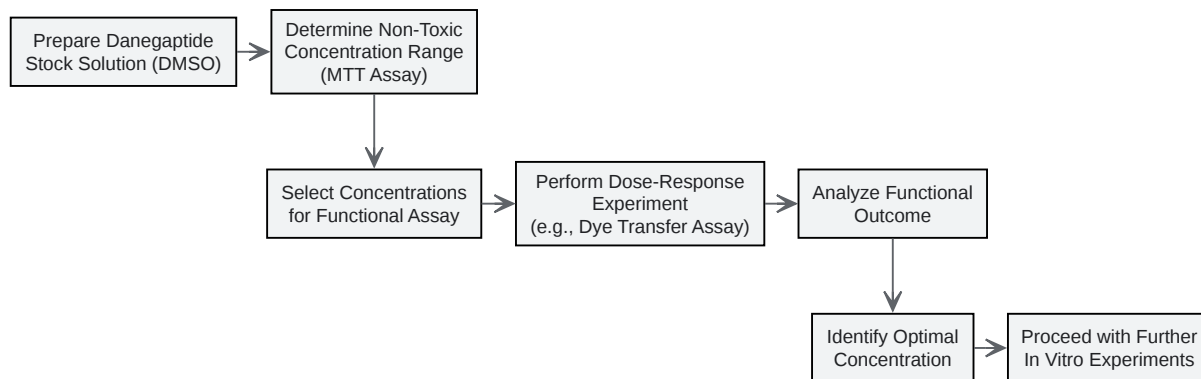 Prepare Danegaptide
Stock Solution (DMSO)
Determine Non-Toxic
Concentration Range
(MTT Assay)
Select Concentrations
for Functional Assay
Perform Dose-Response
Experiment
(e.g., Dye Transfer Assay)
Analyze Functional
Outcome
Identify Optimal
Concentration
Proceed with Further
In Vitro Experiments